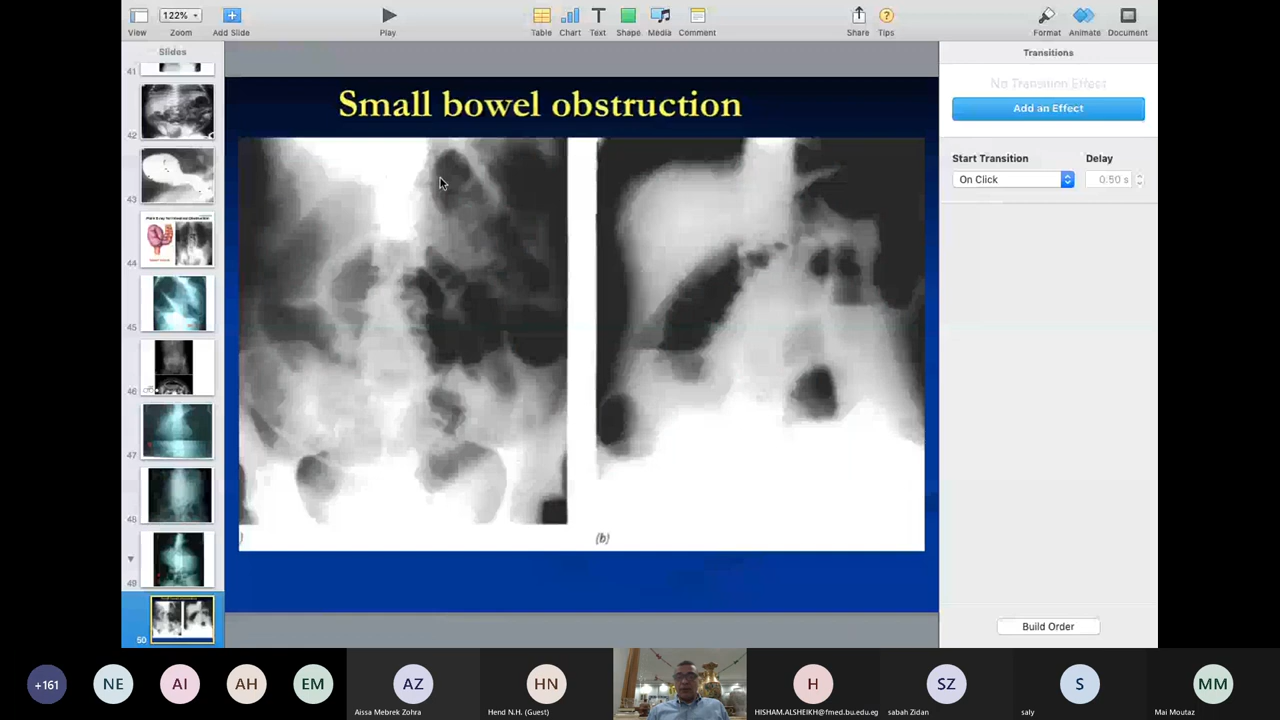 122%
View
Zoom
Add Slide
Play
Table
Chart
Text
Shape
Media
Comment
Share
Tips
Format
Animate
Document
Slides
Transitions
41
42
43
44
45
46
47
48
49
50
Small bowel obstruction
)
(b)
No Transition Effect
Add an Effect
Start Transition
Delay
On Click
0.50 s
Build Order
+161
NE
AI
AH
EM
AZ
HN
H
SZ
S
MM
Aissa Mebrek Zohra
Hend N.H. (Guest)
HISHAM.ALSHEIKH@fmed.bu.edu.eg
sabah Zidan
saly
Mai Moutaz